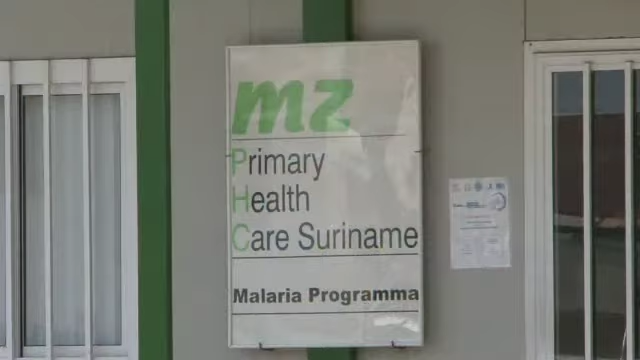 mz
Primary
Health
Care Suriname
Malaria Programma